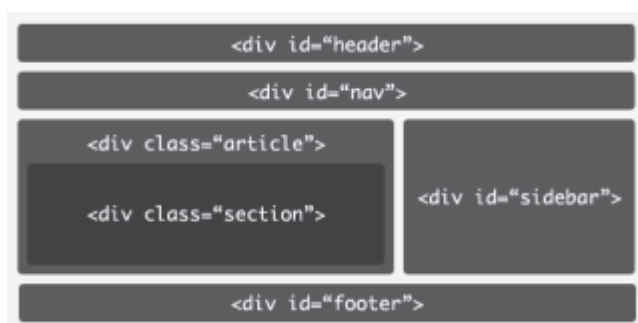 <div id=“header”>
<div id=“nav”>
<div class=“article”>
<div class=“section”>
<div id=“sidebar”>
<div id=“footer”>